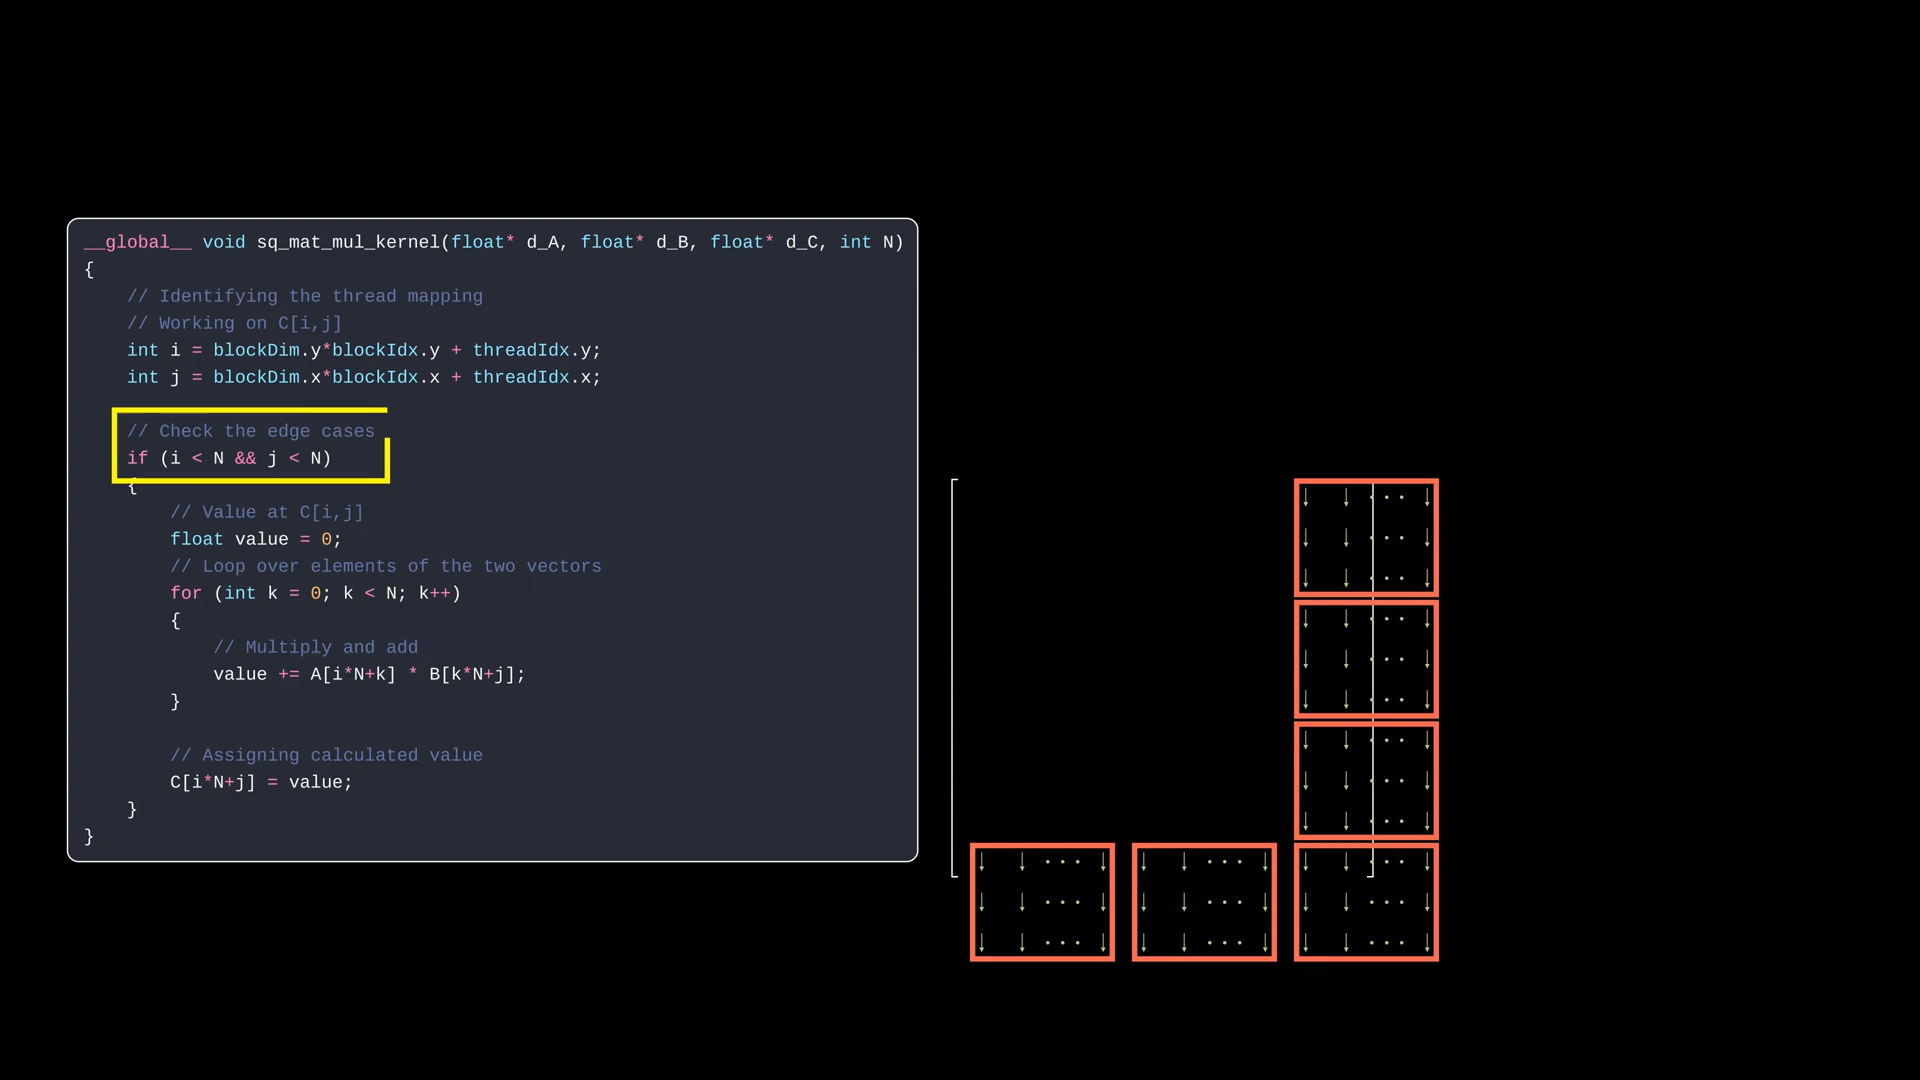 __global__ void sq_mat_mul_kernel(float* d_A, float* d_B, float* d_C, int N)
{
    // Identifying the thread mapping
    // Working on C[i,j]
    int i = blockDim.y*blockIdx.y + threadIdx.y;
    int j = blockDim.x*blockIdx.x + threadIdx.x;
    // Check the edge cases
    if (i < N && j < N)
    {
        // Value at C[i,j]
        float value = 0;
        // Loop over elements of the two vectors
        for (int k = 0; k < N; k++)
        {
            // Multiply and add
            value += A[i*N+k] * B[k*N+j];
        }
        // Assigning calculated value
        C[i*N+j] = value;
    }
}